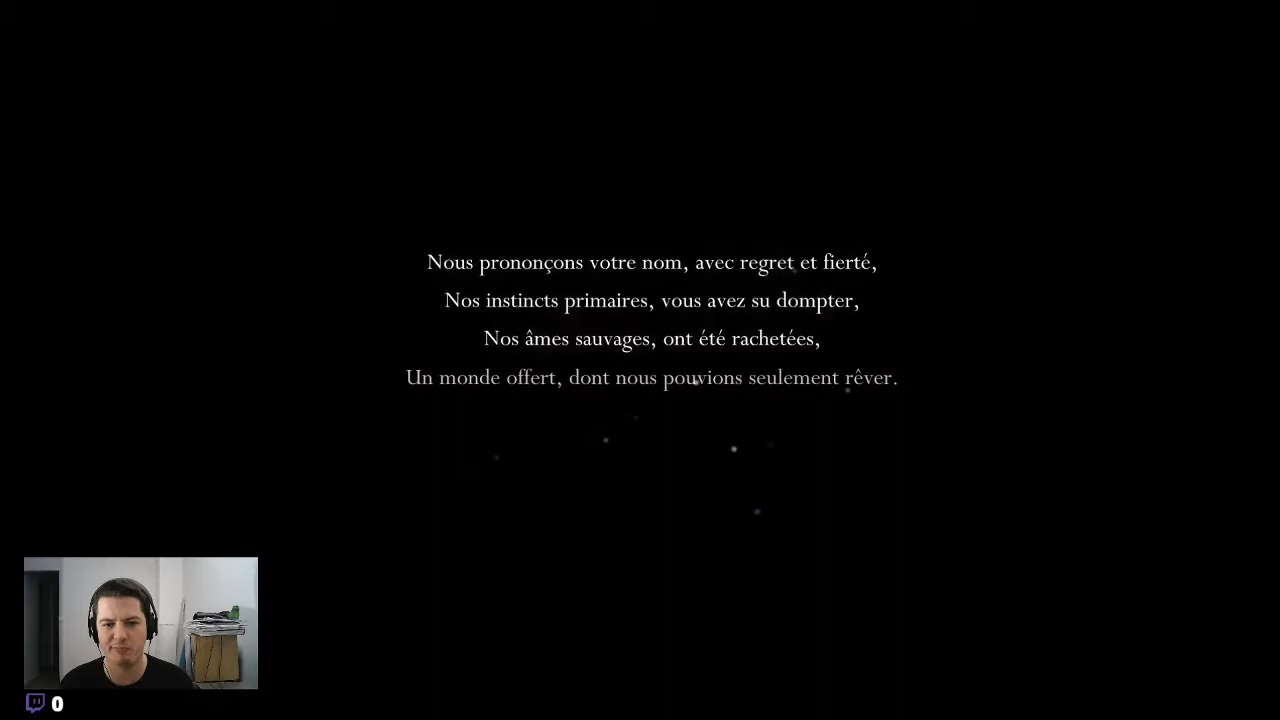 Nous prononçons votre nom, avec regret et fierté,
Nos instincts primaires, vous avez su dompter,
Nos âmes sauvages, ont été rachetées,
Un monde offert, dont nous pouvions seulement rêver.
0